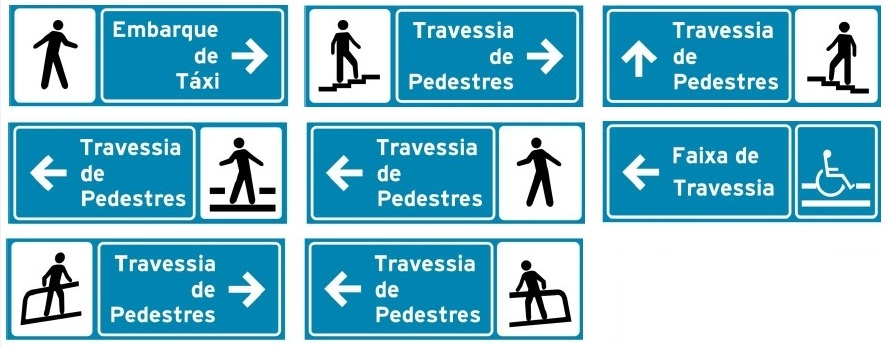 Embarque
de
Táxi
Travessia
de
Pedestres
Travessia
de
Pedestres
Travessia
de
Pedestres
Travessia
de
Pedestres
Faixa de
Travessia
Travessia
de
Pedestres
Travessia
de
Pedestres